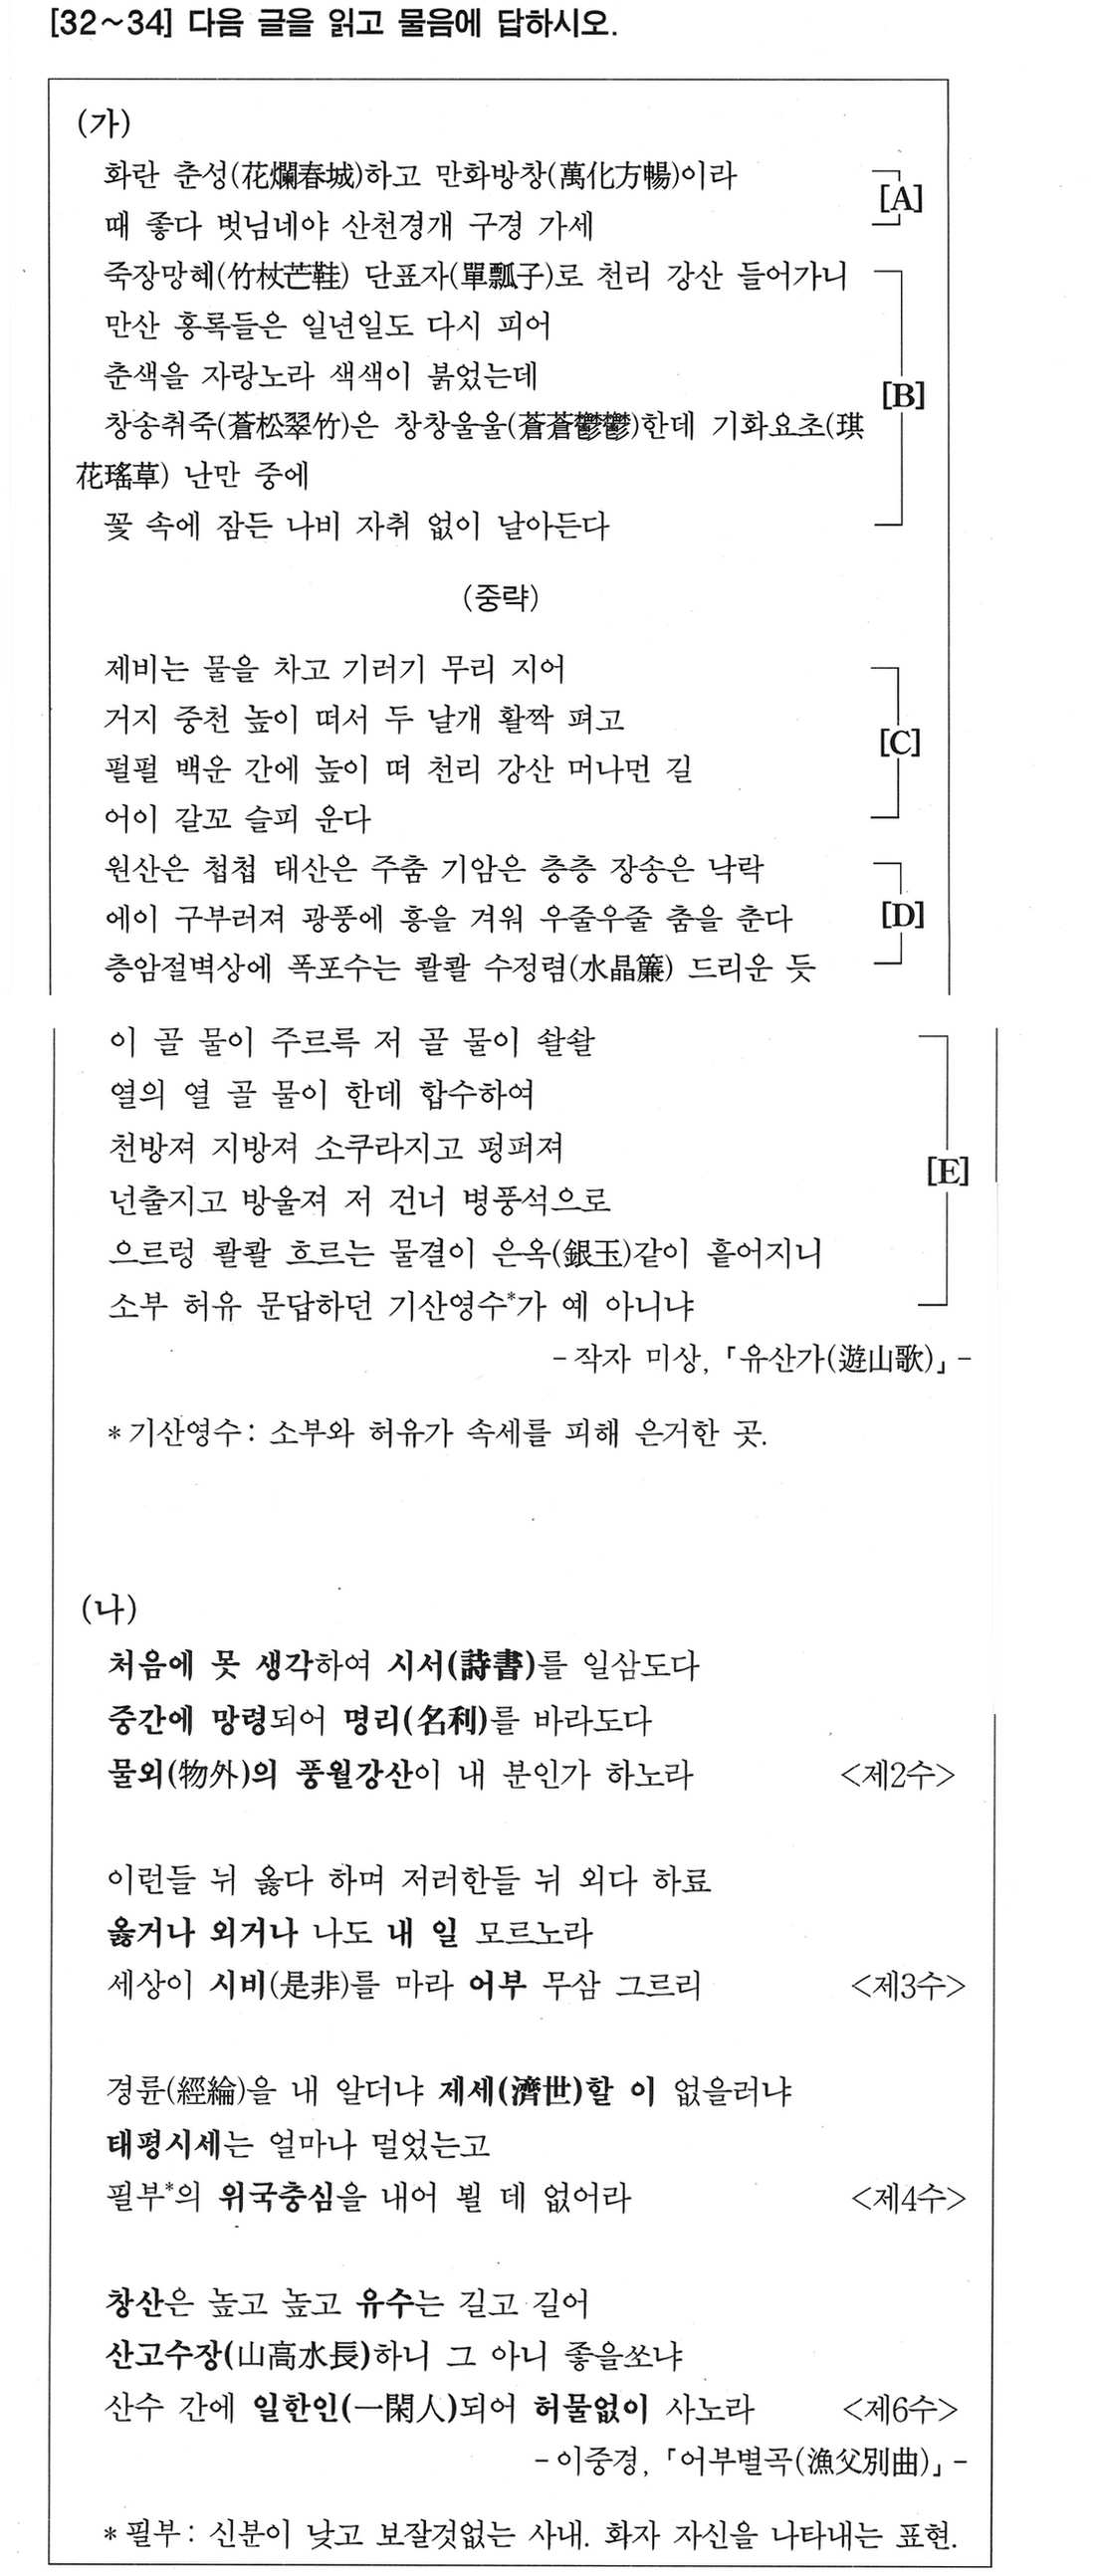 [32~34] 다음 글을 읽고 물음에 답하시오.
(가)
화란 춘성(花爛春城)하고 만화방창(萬化方暢)이라
때 좋다 벗님네야 산천경개 구경 가세
[A]
죽장망혜(竹杖芒鞋) 단표자(單瓢子)로 천리 강산 들어가니
만산 홍록들은 일년일도 다시 피어
춘색을 자랑노라 색색이 붉었는데
창송취죽(蒼松翠竹)은 창창울울(蒼蒼鬱鬱)한데 기화요초(琪
花瑤草) 난만 중에
꽃 속에 잠든 나비 자취 없이 날아든다
[B]
(중략)
제비는 물을 차고 기러기 무리 지어
거지 중천 높이 떠서 두 날개 활짝 펴고
펄펄 백운 간에 높이 떠 천리 강산 머나먼 길
어이 갈꼬 슬피 운다
[C]
원산은 첩첩 태산은 주춤 기암은 층층 장송은 낙락
에이 구부러져 광풍에 흥을 겨워 우줄우줄 춤을 춘다
층암절벽상에 폭포수는 콸콸 수정렴(水晶簾) 드리운 듯
[D]
이 골 물이 주르륵 저 골 물이 솰솰
열의 열 골 물이 한데 합수하여
천방져 지방져 소쿠라지고 펑퍼져
넌출지고 방울져 저 건너 병풍석으로
으르렁 콸콸 흐르는 물결이 은옥(銀玉)같이 흩어지니
소부 허유 문답하던 기산영수*가 예 아니냐
[E]
- 작자 미상, 「유산가(遊山歌)」 -
* 기산영수 : 소부와 허유가 속세를 피해 은거한 곳.
(나)
처음에 못 생각하여 시서(詩書)를 일삼도다
중간에 망령되어 명리(名利)를 바라도다
물외(物外)의 풍월강산이 내 분인가 하노라 <제2수>
이런들 뉘 옳다 하며 저러한들 뉘 외다 하료
옳거나 외거나 나도 내 일 모르노라
세상이 시비(是非)를 마라 어부 무삼 그르리 <제3수>
경륜(經綸)을 내 알더냐 제세(濟世)할 이 없을러냐
태평시세는 얼마나 멀었는고
필부*의 위국충심을 내어 뵐 데 없어라 <제4수>
창산은 높고 높고 유수는 길고 길어
산고수장(山高水長)하니 그 아니 좋을쏘냐
산수 간에 일한인(一閑人)되어 허물없이 사노라 <제6수>
- 이중경, 「어부별곡(漁父別曲)」 -
* 필부 : 신분이 낮고 보잘것없는 사내. 화자 자신을 나타내는 표현.